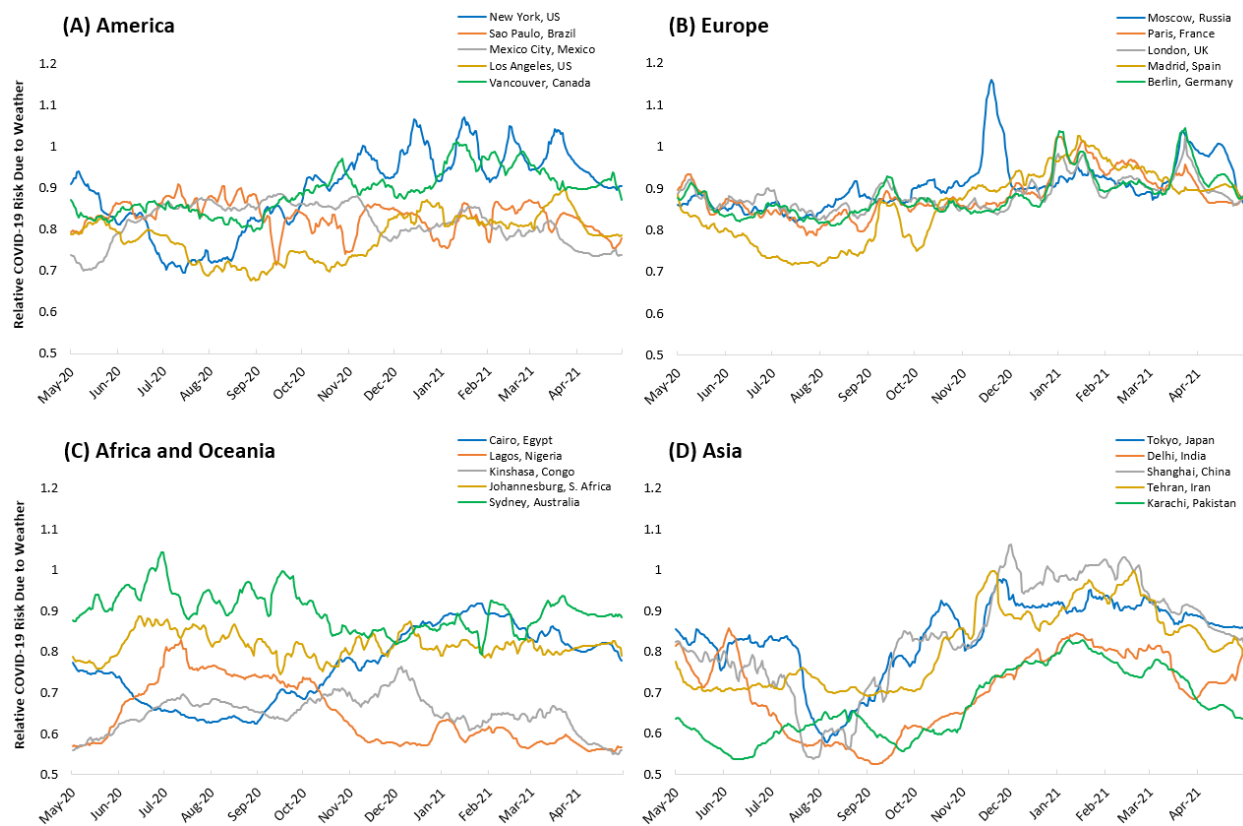 (A) America
New York, US
Sao Paulo, Brazil
Mexico City, Mexico
Los Angeles, US
Vancouver, Canada
Relative COVID-19 Risk Due to Weather
1.2
1.1
1
0.9
0.8
0.7
0.6
0.5
May-20
Jun-20
Jul-20
Aug-20
Sep-20
Oct-20
Nov-20
Dec-20
Jan-21
Feb-21
Mar-21
Apr-21
(B) Europe
Moscow, Russia
Paris, France
London, UK
Madrid, Spain
Berlin, Germany
1.2
1.1
1
0.9
0.8
0.7
0.6
0.5
May-20
Jun-20
Jul-20
Aug-20
Sep-20
Oct-20
Nov-20
Dec-20
Jan-21
Feb-21
Mar-21
Apr-21
(C) Africa and Oceania
Cairo, Egypt
Lagos, Nigeria
Kinshasa, Congo
Johannesburg, S. Africa
Sydney, Australia
Relative COVID-19 Risk Due to Weather
1.2
1.1
1
0.9
0.8
0.7
0.6
0.5
May-20
Jun-20
Jul-20
Aug-20
Sep-20
Oct-20
Nov-20
Dec-20
Jan-21
Feb-21
Mar-21
Apr-21
(D) Asia
Tokyo, Japan
Delhi, India
Shanghai, China
Tehran, Iran
Karachi, Pakistan
1.2
1.1
1
0.9
0.8
0.7
0.6
0.5
May-20
Jun-20
Jul-20
Aug-20
Sep-20
Oct-20
Nov-20
Dec-20
Jan-21
Feb-21
Mar-21
Apr-21